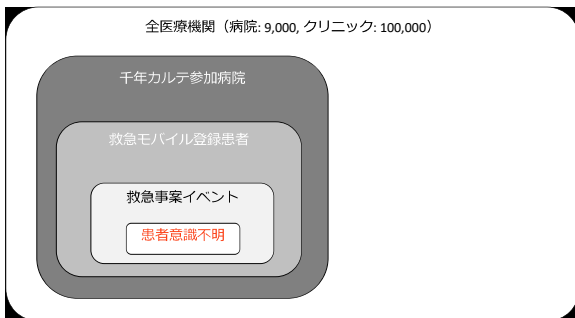 全医療機関（病院: 9,000, クリニック: 100,000）
千年カルテ参加病院
救急モバイル登録患者
救急事案イベント
患者意識不明